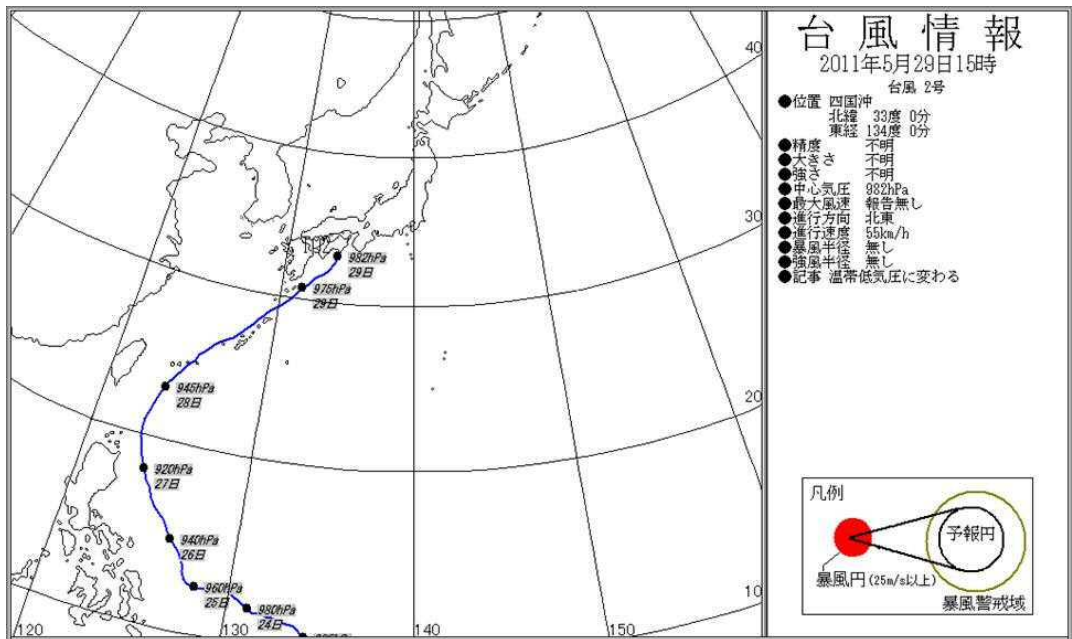 台風情報
2011年5月29日15時
台風 2号
●位置 四国沖
北緯 33度 0分
東経 134度 0分
●精度 不明
●大きさ 不明
●強さ 不明
●中心気圧 982hPa
●最大風速 報告無し
●進行方向 北東
●進行速度 55km/h
●暴風半径 無し
●強風半径 無し
●記事 温帯低気圧に変わる
40
30
20
10
982hPa
29日
975hPa
29日
945hPa
28日
920hPa
27日
940hPa
26日
960hPa
25日
980hPa
24日
120
130
140
150
凡例
予報円
暴風円(25m/s以上)
暴風警戒域